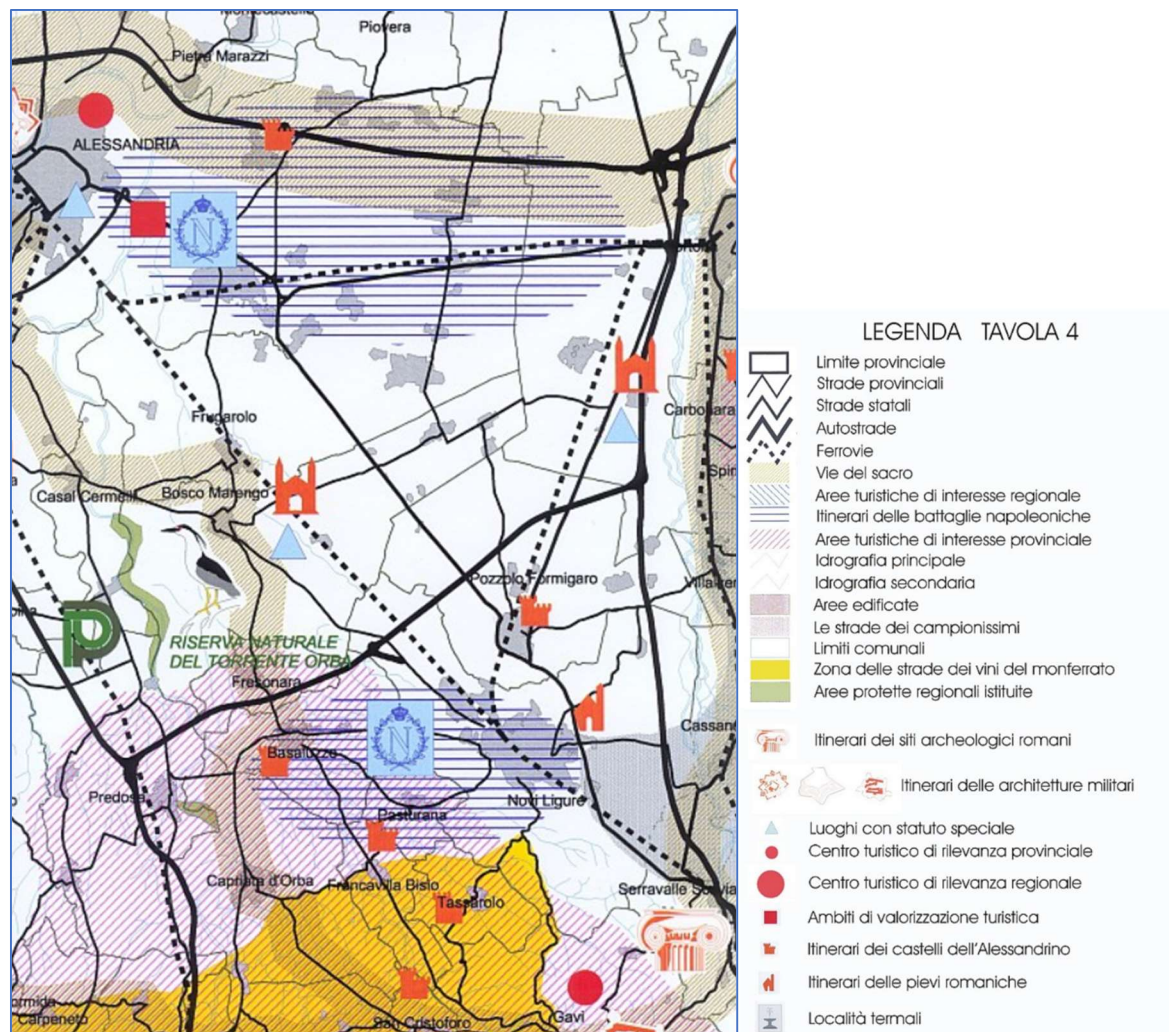 Piovera
Pietra Marazzi
ALESSANDRIA
N
Carbonara
Frugarolo
Casal Cermelli
Bosco Marengo
Pozzolo Formigaro
P
RISERVA NATURALE
DEL TORRENTE ORBA
Fresonara
N
Basaluzzo
Predosa
Novi Ligure
Pasturana
Capriata d'Orba
Francavilla Bisio
Serravalle Scrivia
Tassarolo
Carpeneto
San Cristoforo
Gavi
LEGENDA TAVOLA 4
Limite provinciale
Strade provinciali
Strade statali
Autostrade
Ferrovie
Vie del sacro
Aree turistiche di interesse regionale
Itinerari delle battaglie napoleoniche
Aree turistiche di interesse provinciale
Idrografia principale
Idrografia secondaria
Aree edificate
Le strade dei campionissimi
Limiti comunali
Zona delle strade dei vini del monferrato
Aree protette regionali istituite
Itinerari dei siti archeologici romani
Itinerari delle architetture militari
Luoghi con statuto speciale
Centro turistico di rilevanza provinciale
Centro turistico di rilevanza regionale
Ambiti di valorizzazione turistica
Itinerari dei castelli dell'Alessandrino
Itinerari delle pievi romaniche
Località termali